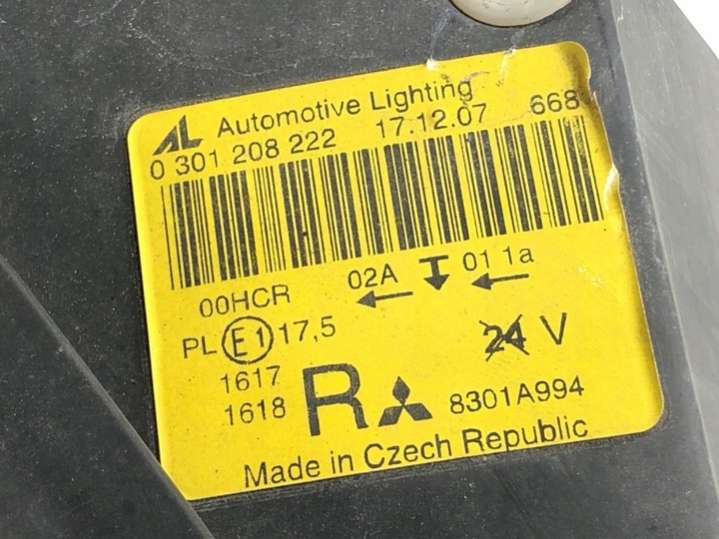 AL Automotive Lighting
0 301 208 222 17.12.07 668
00HCR 02A 01 1a
PL E1 17,5 24 V
1617
1618 R 8301A994
Made in Czech Republic